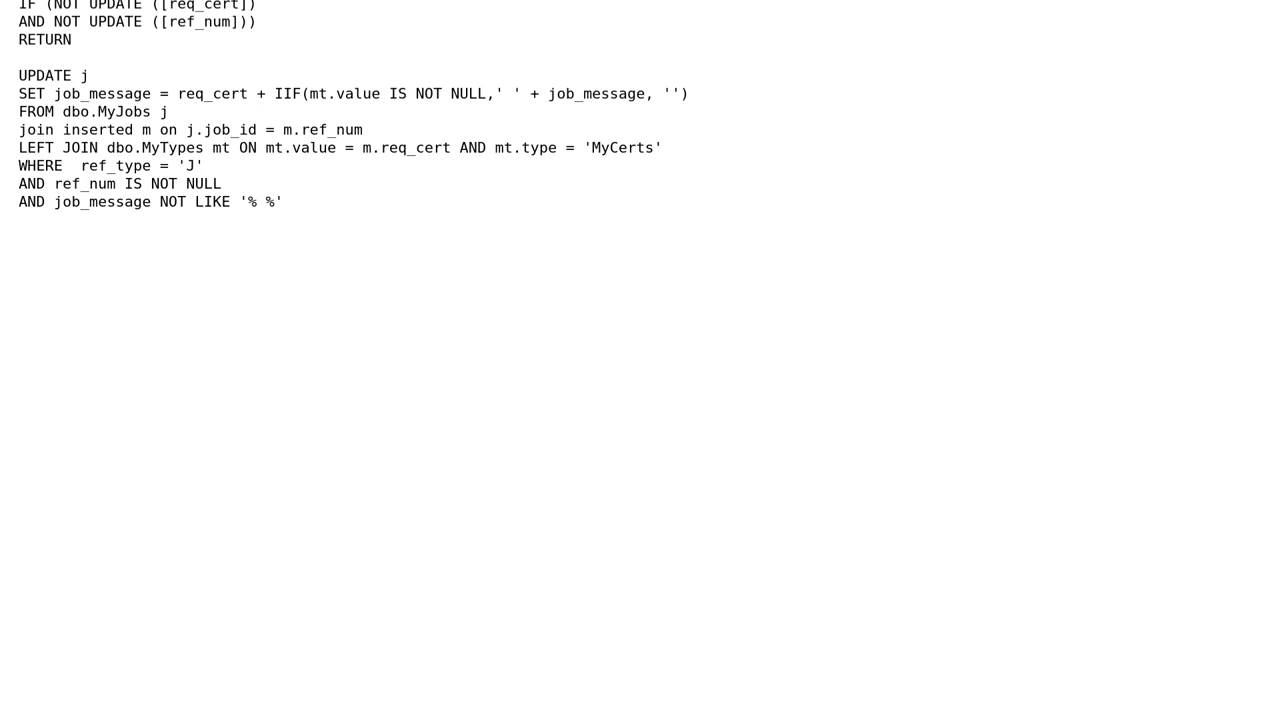 IF (NOT UPDATE ([req_cert])
AND NOT UPDATE ([ref_num]))
RETURN

UPDATE j
SET job_message = req_cert + IIF(mt.value IS NOT NULL,' ' + job_message, '')
FROM dbo.MyJobs j
join inserted m on j.job_id = m.ref_num
LEFT JOIN dbo.MyTypes mt ON mt.value = m.req_cert AND mt.type = 'MyCerts'
WHERE  ref_type = 'J'
AND ref_num IS NOT NULL
AND job_message NOT LIKE '% %'